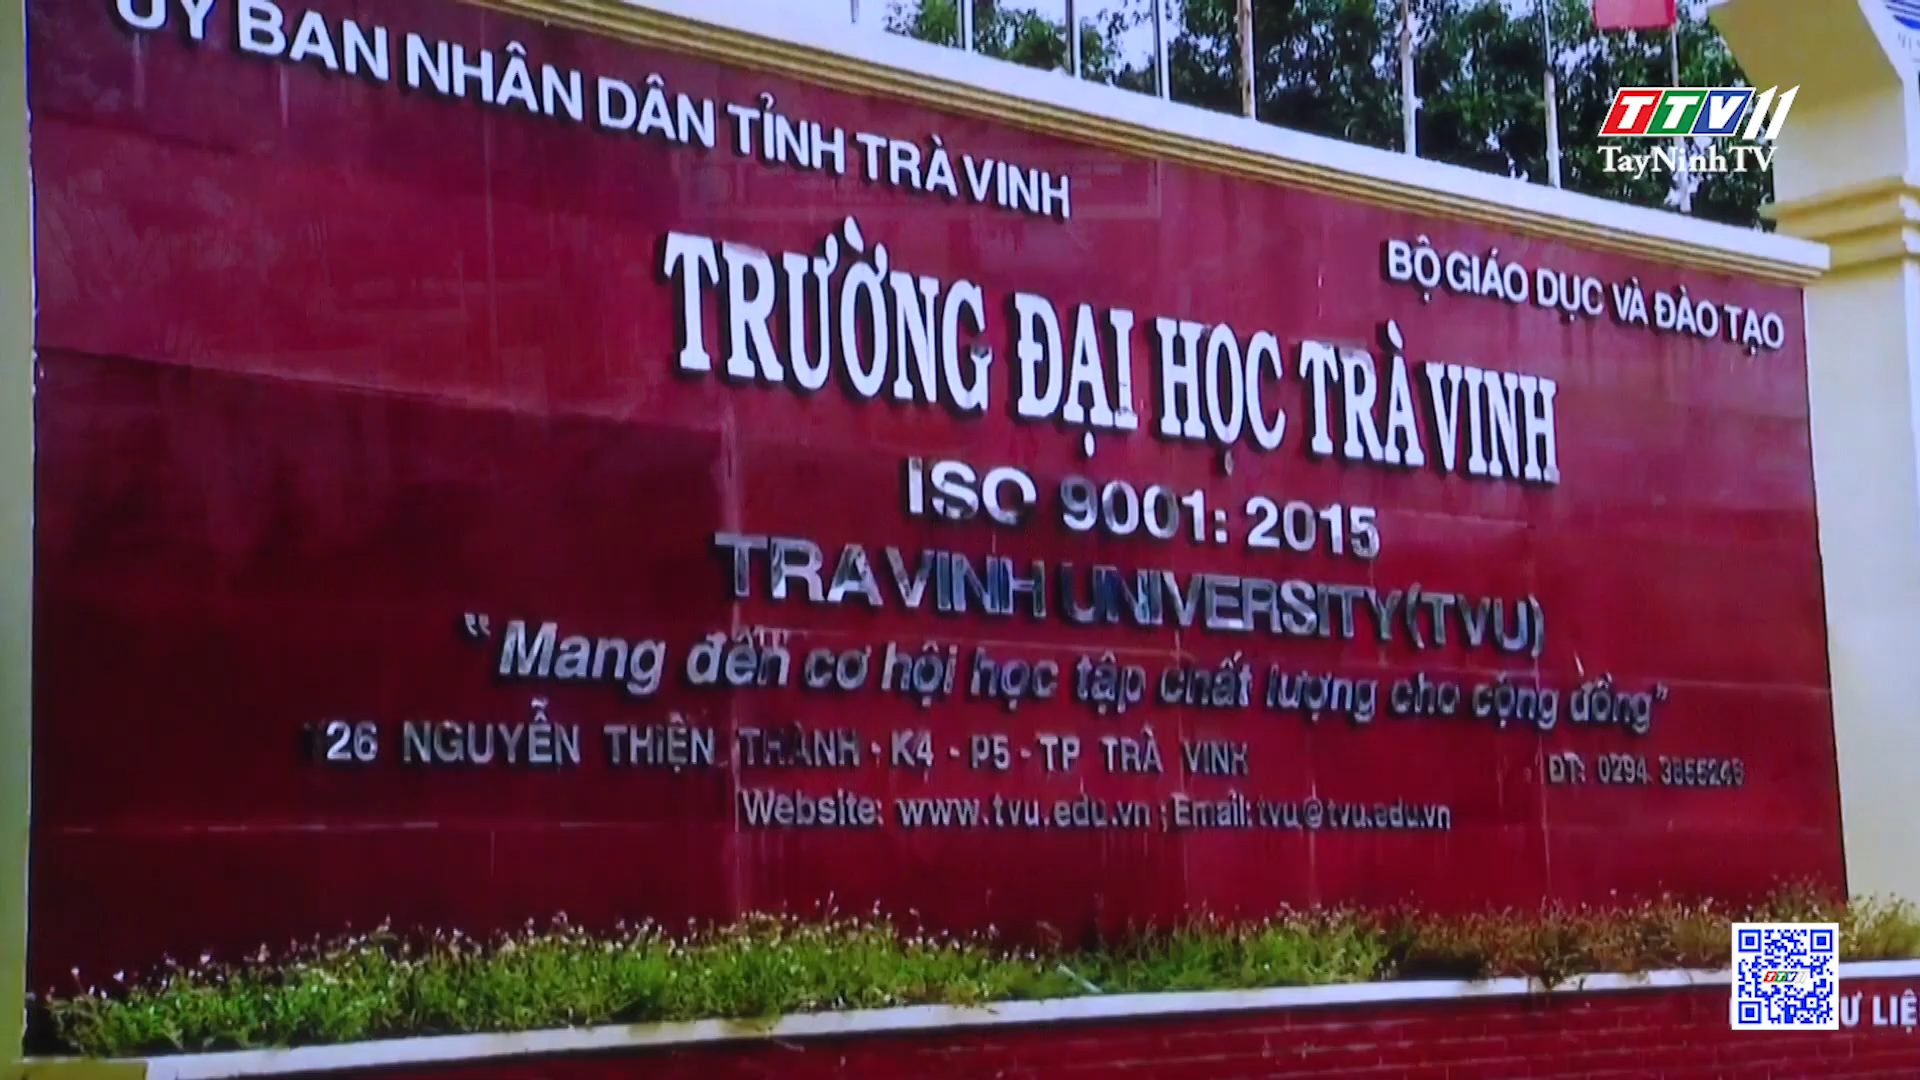 ỦY BAN NHÂN DÂN TỈNH TRÀ VINH
BỘ GIÁO DỤC VÀ ĐÀO TẠO
TTV11
TayNinhTV
TRƯỜNG ĐẠI HỌC TRÀ VINH
ISO 9001: 2015
TRA VINH UNIVERSITY (TVU)
"Mang đến cơ hội học tập chất lượng cho cộng đồng"
126 NGUYỄN THIỆN THÀNH - K4 - P5 - TP TRÀ VINH
ĐT: 0294 3855246
Website: www.tvu.edu.vn ; Email: tvu@tvu.edu.vn
TTV11
Ư LIỆ